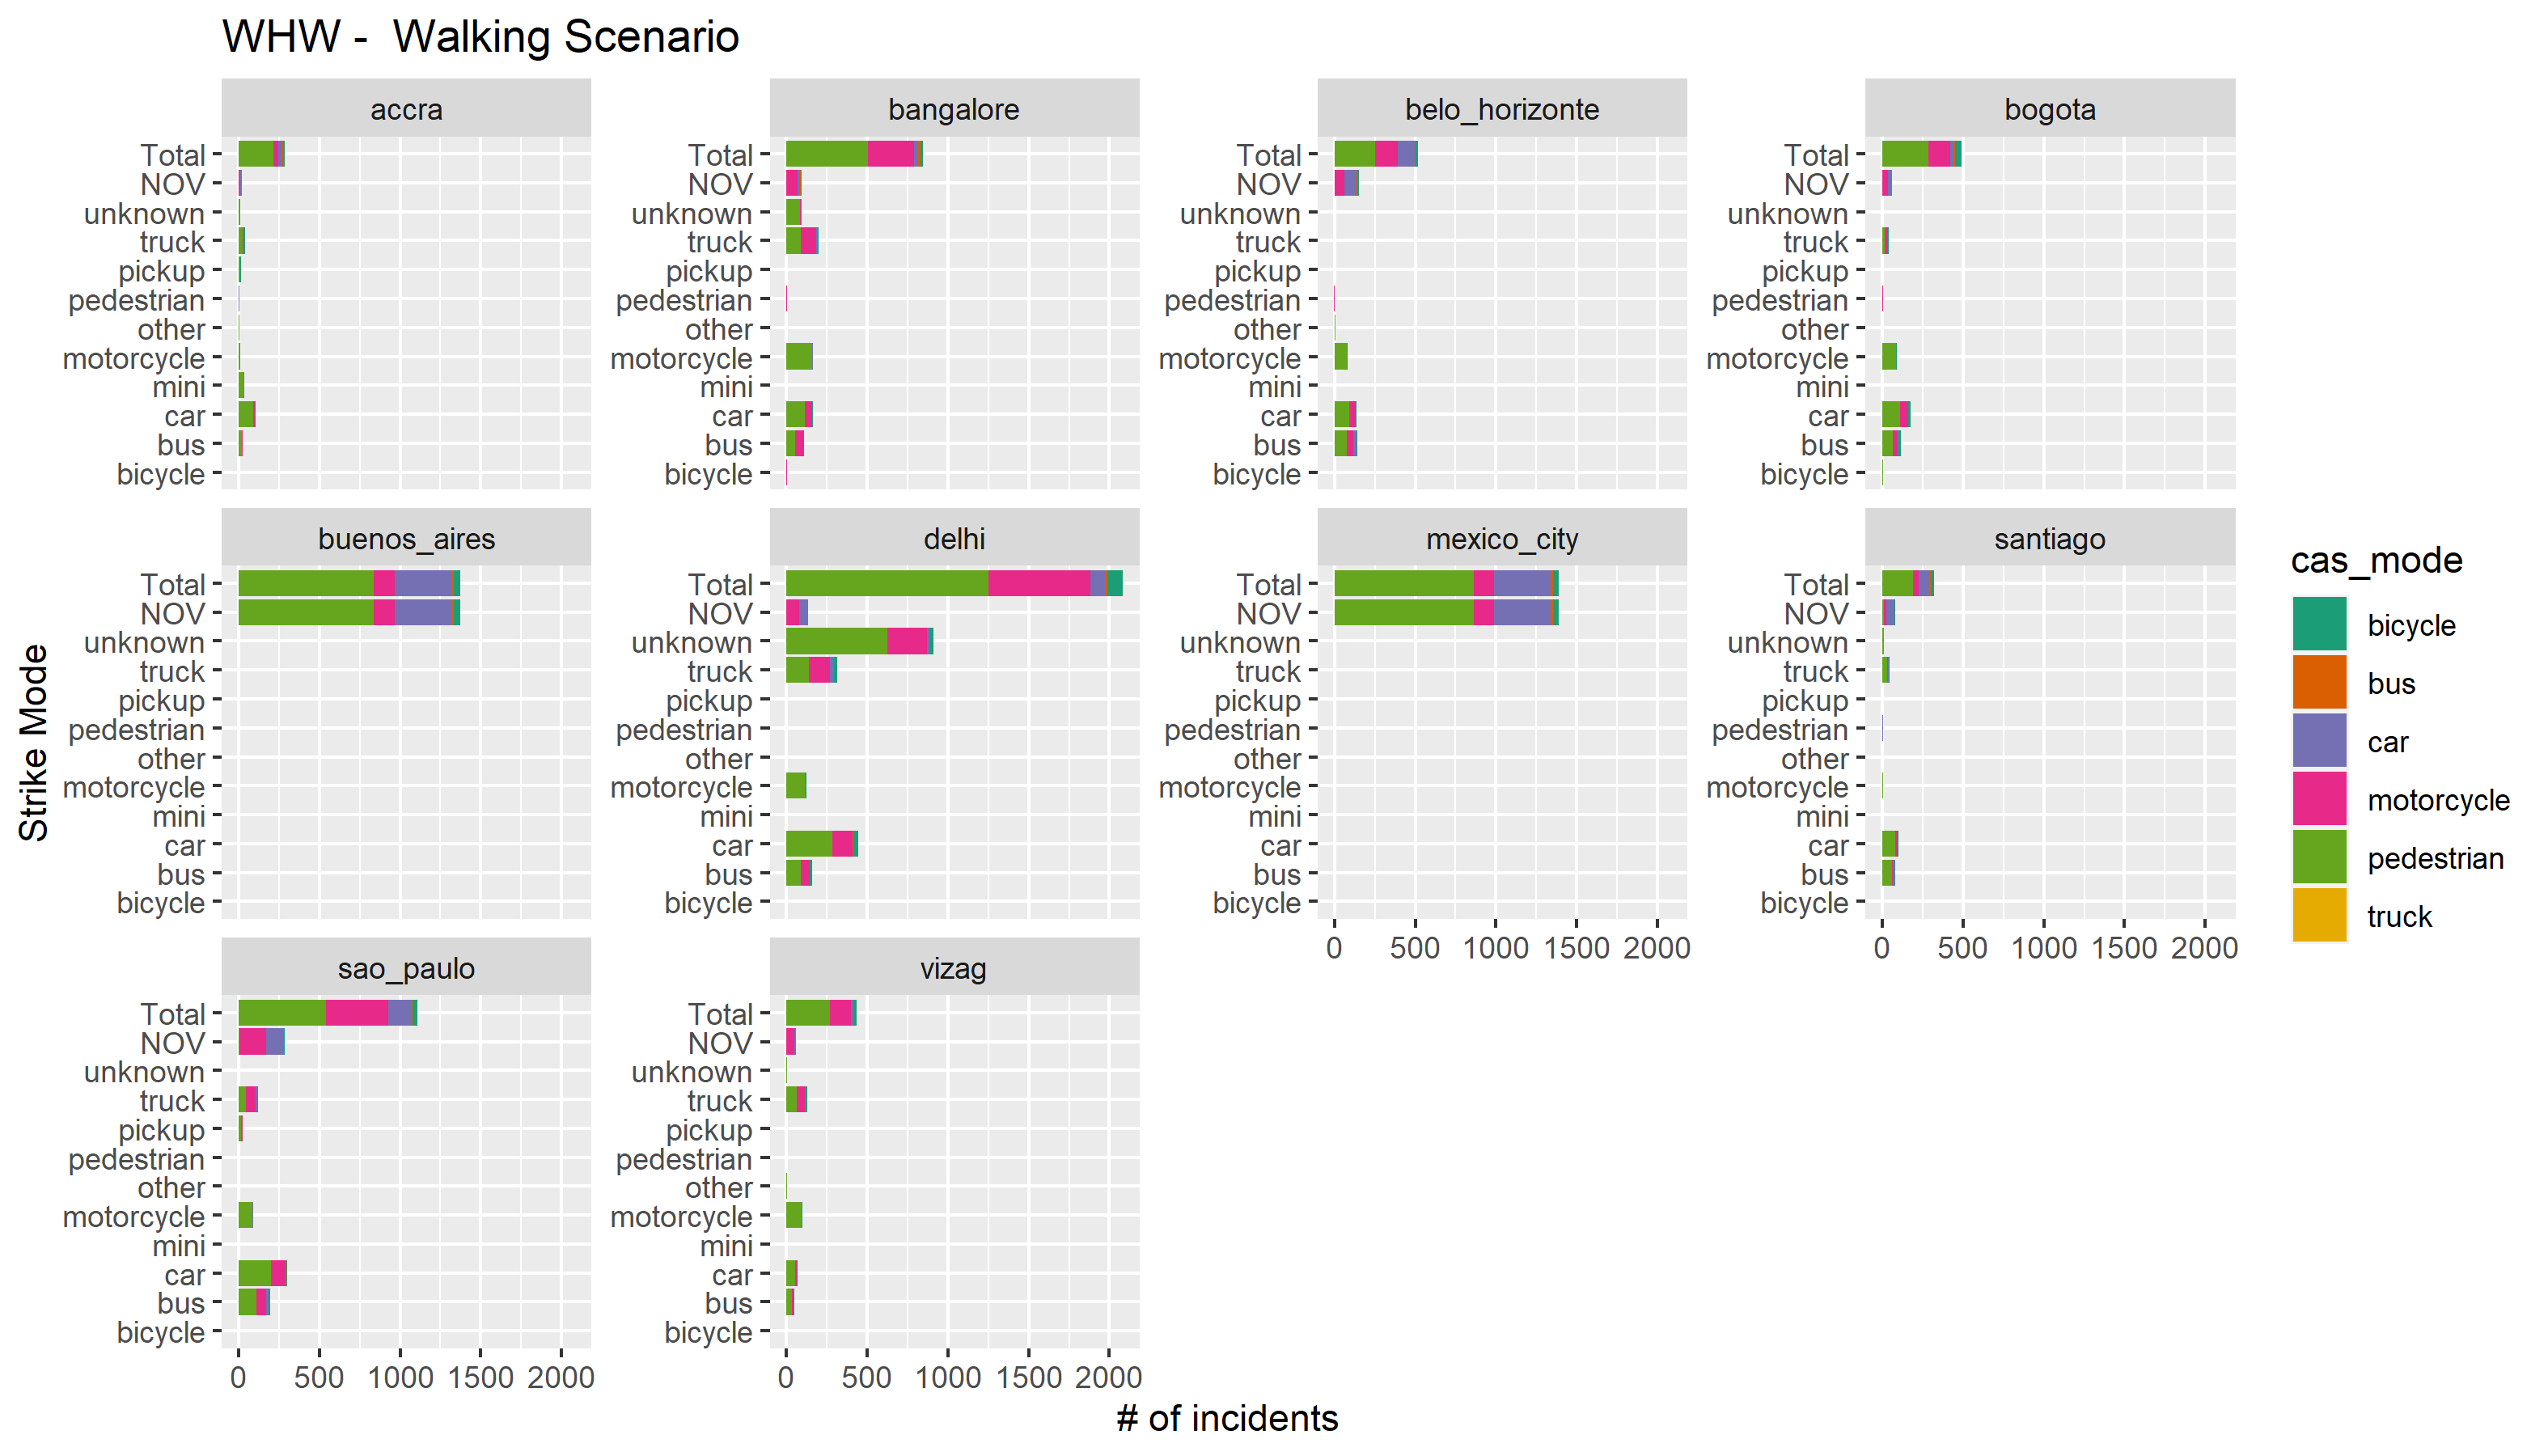 WHW -  Walking Scenario
accra
bangalore
belo_horizonte
bogota
Total
NOV
unknown
truck
pickup
pedestrian
other
motorcycle
mini
car
bus
bicycle
Total
NOV
unknown
truck
pickup
pedestrian
other
motorcycle
mini
car
bus
bicycle
Total
NOV
unknown
truck
pickup
pedestrian
other
motorcycle
mini
car
bus
bicycle
Total
NOV
unknown
truck
pickup
pedestrian
other
motorcycle
mini
car
bus
bicycle
buenos_aires
delhi
mexico_city
santiago
Total
NOV
unknown
truck
pickup
pedestrian
other
motorcycle
mini
car
bus
bicycle
Total
NOV
unknown
truck
pickup
pedestrian
other
motorcycle
mini
car
bus
bicycle
Total
NOV
unknown
truck
pickup
pedestrian
other
motorcycle
mini
car
bus
bicycle
0 500 1000 1500 2000
Total
NOV
unknown
truck
pickup
pedestrian
other
motorcycle
mini
car
bus
bicycle
0 500 1000 1500 2000
sao_paulo
vizag
Total
NOV
unknown
truck
pickup
pedestrian
other
motorcycle
mini
car
bus
bicycle
0 500 1000 1500 2000
Total
NOV
unknown
truck
pickup
pedestrian
other
motorcycle
mini
car
bus
bicycle
0 500 1000 1500 2000
Strike Mode
# of incidents
cas_mode
bicycle
bus
car
motorcycle
pedestrian
truck